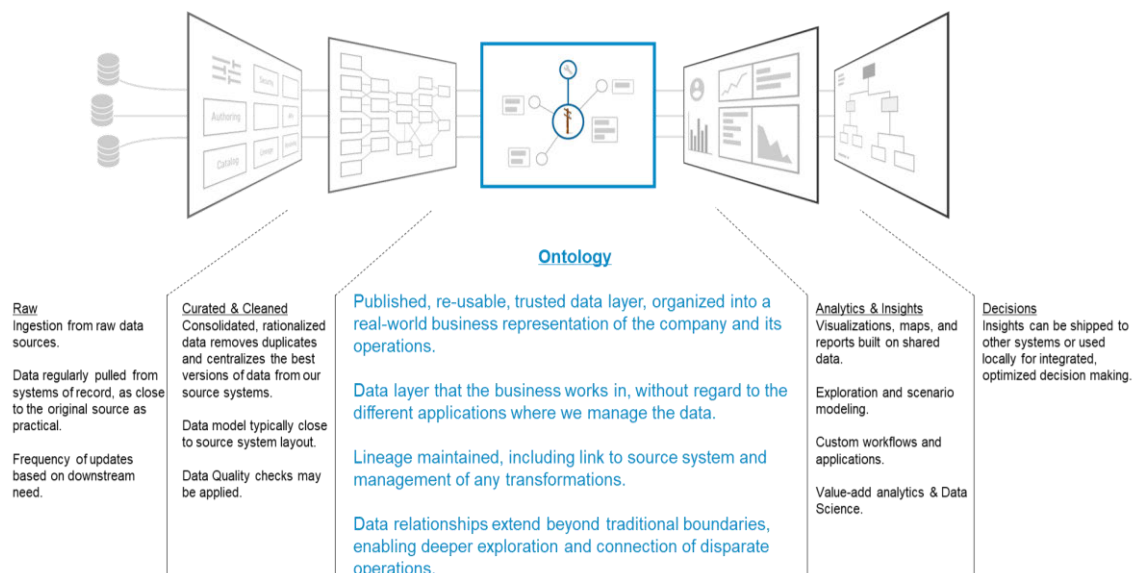 Security
Authoring
API
Catalog
Lineage
Ontology
Published, re-usable, trusted data layer, organized into a
real-world business representation of the company and its
operations.
Data layer that the business works in, without regard to the
different applications where we manage the data.
Lineage maintained, including link to source system and
management of any transformations.
Data relationships extend beyond traditional boundaries,
enabling deeper exploration and connection of disparate
operations.
Raw
Ingestion from raw data
sources.
Data regularly pulled from
systems of record, as close
to the original source as
practical.
Frequency of updates
based on downstream
need.
Curated & Cleaned
Consolidated, rationalized
data removes duplicates
and centralizes the best
versions of data from our
source systems.
Data model typically close
to source system layout.
Data Quality checks may
be applied.
Analytics & Insights
Visualizations, maps, and
reports built on shared
data.
Exploration and scenario
modeling.
Custom workflows and
applications.
Value-add analytics & Data
Science.
Decisions
Insights can be shipped to
other systems or used
locally for integrated,
optimized decision making.